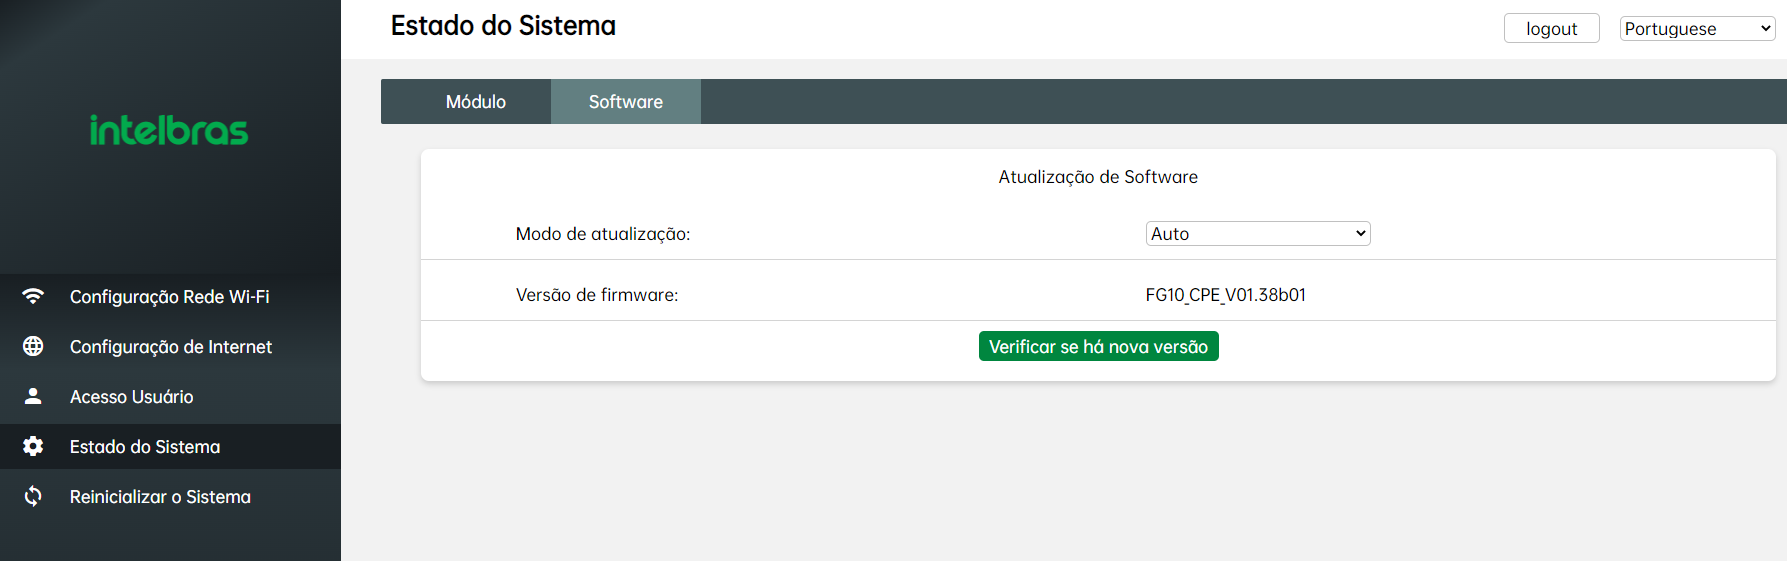 intelbras
Configuração Rede Wi-Fi
Configuração de Internet
Acesso Usuário
Estado do Sistema
Reinicializar o Sistema
Estado do Sistema
logout
Portuguese
Módulo
Software
Atualização de Software
Modo de atualização:
Auto
Versão de firmware:
FG10_CPE_V01.38b01
Verificar se há nova versão